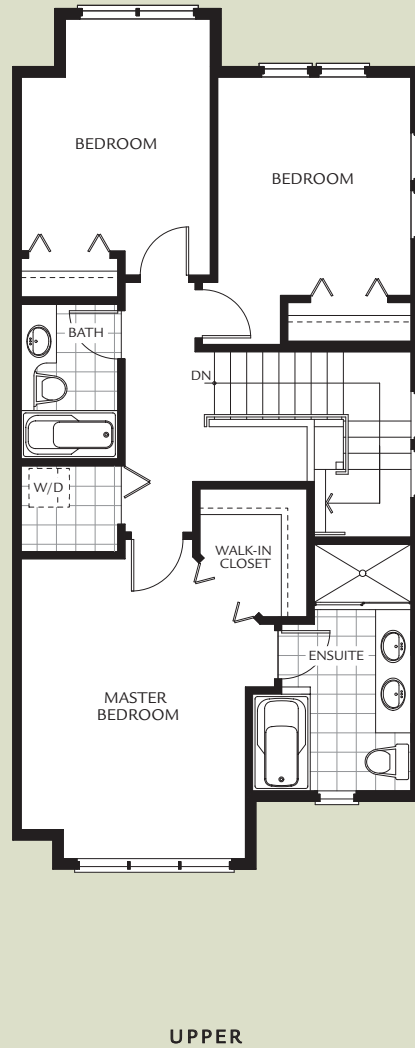 BEDROOM
BEDROOM
BATH
DN
W/D
WALK-IN
CLOSET
ENSUITE
MASTER
BEDROOM
UPPER